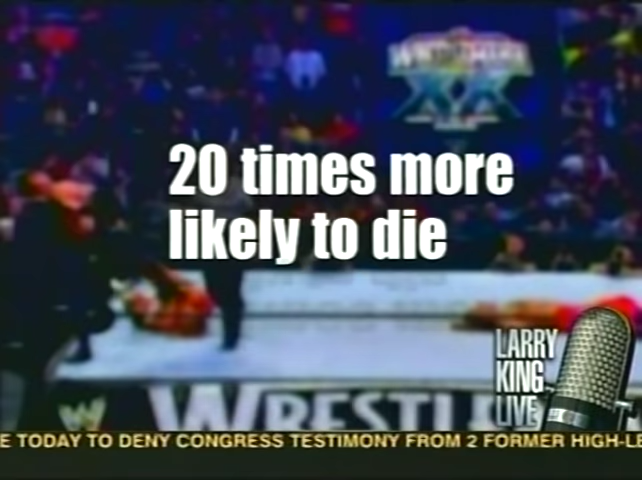 WRESTLEMANIA
XX
20 times more
likely to die
LARRY
KING
LIVE
W
WRESTL
E TODAY TO DENY CONGRESS TESTIMONY FROM 2 FORMER HIGH-LE